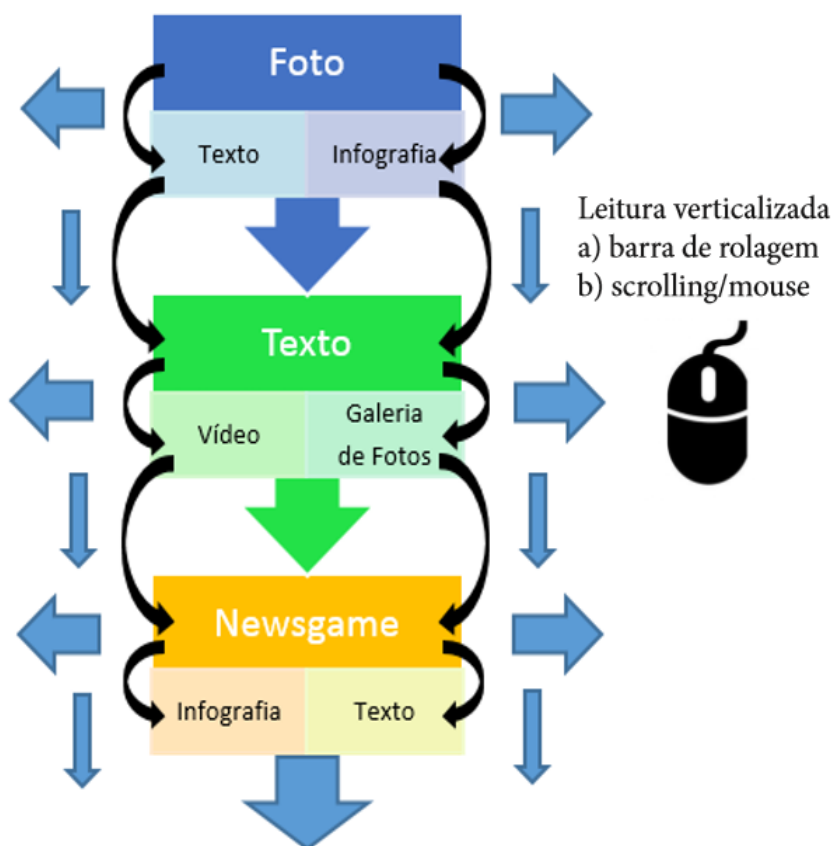 Foto
Texto
Infografia
Leitura verticalizada
a) barra de rolagem
b) scrolling/mouse
Texto
Vídeo
Galeria
de Fotos
Newsgame
Infografia
Texto